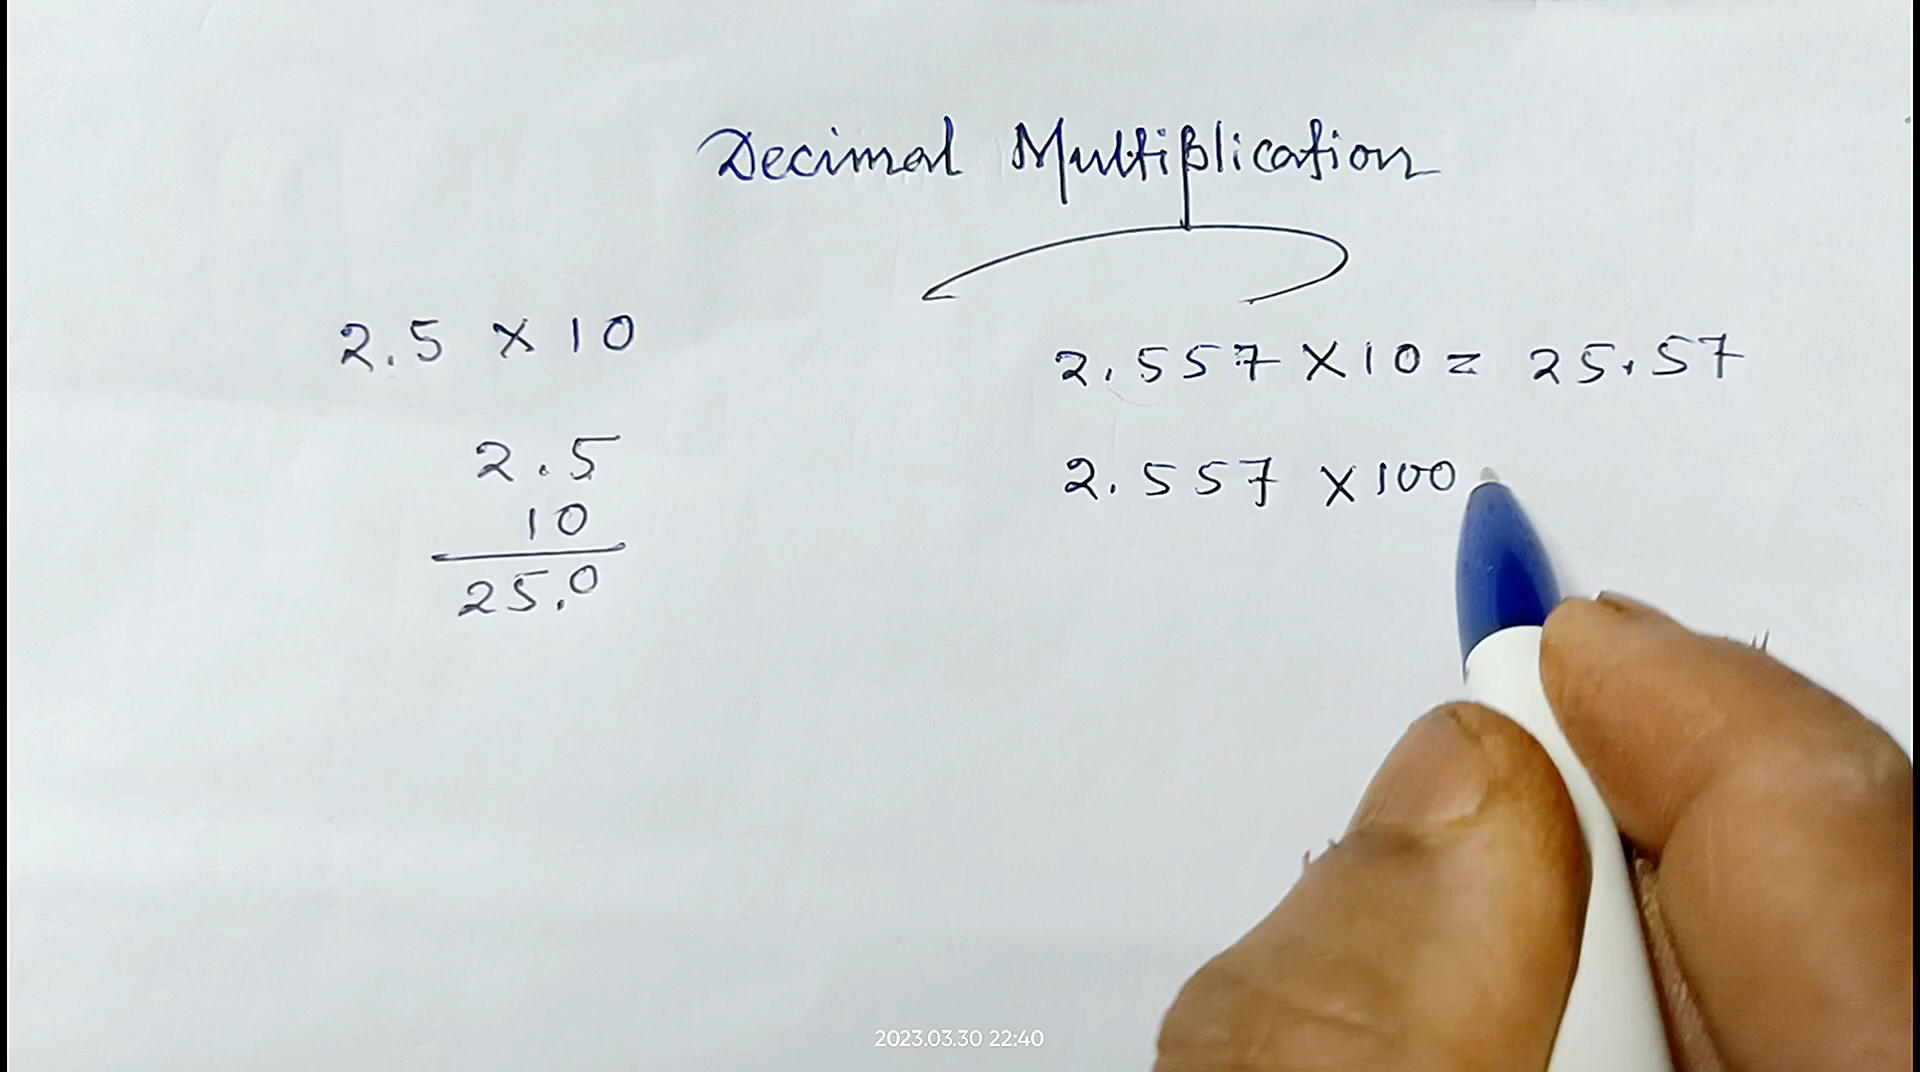 Decimal Multiplication
2.5 × 10
2.5
10
25.0
2.557 × 10 = 25.57
2.557 × 100
2023.03.30 22:40